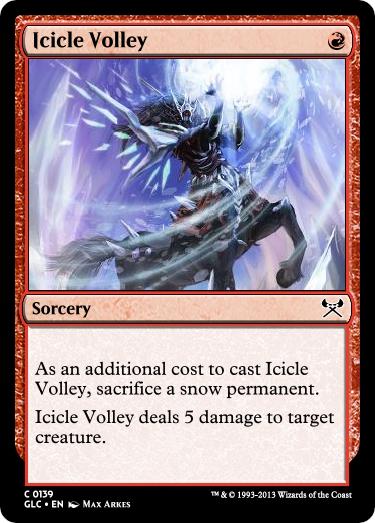 Icicle Volley
Sorcery
As an additional cost to cast Icicle
Volley, sacrifice a snow permanent.
Icicle Volley deals 5 damage to target
creature.
C 0139
GLC • EN Max Arkes
™ & © 1993-2013 Wizards of the Coast